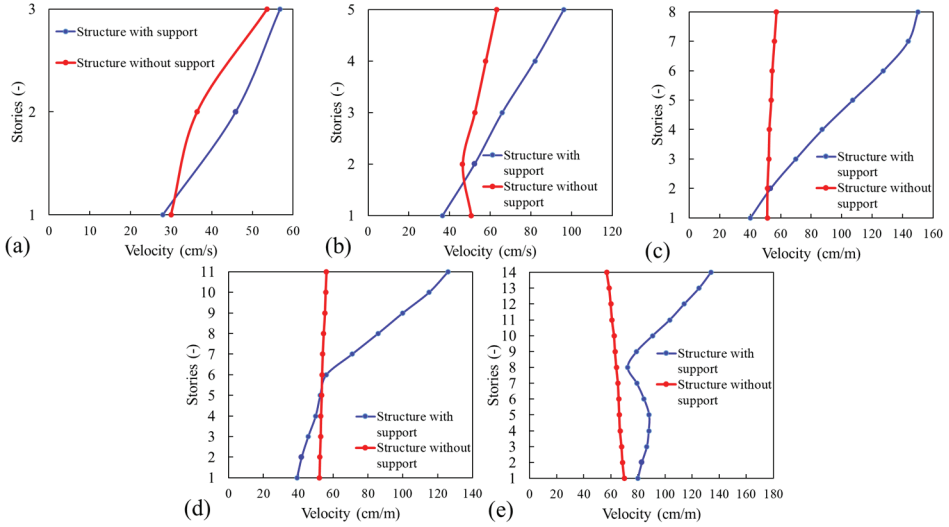 3
2
1
Stories (-)
Structure with support
Structure without support
0 10 20 30 40 50 60
Velocity (cm/s)
(a)
5
4
3
2
1
Stories (-)
Structure with
support
Structure without
support
0 20 40 60 80 100 120
Velocity (cm/s)
(b)
8
7
6
5
4
3
2
1
Stories (-)
Structure with
support
Structure without
support
0 20 40 60 80 100 120 140 160
Velocity (cm/m)
(c)
11
10
9
8
7
6
5
4
3
2
1
Stories (-)
Structure with
support
Structure without
support
0 20 40 60 80 100 120 140
Velocity (cm/m)
(d)
14
13
12
11
10
9
8
7
6
5
4
3
2
1
Stories (-)
Structure with
support
Structure without
support
0 20 40 60 80 100 120 140 160 180
Velocity (cm/m)
(e)